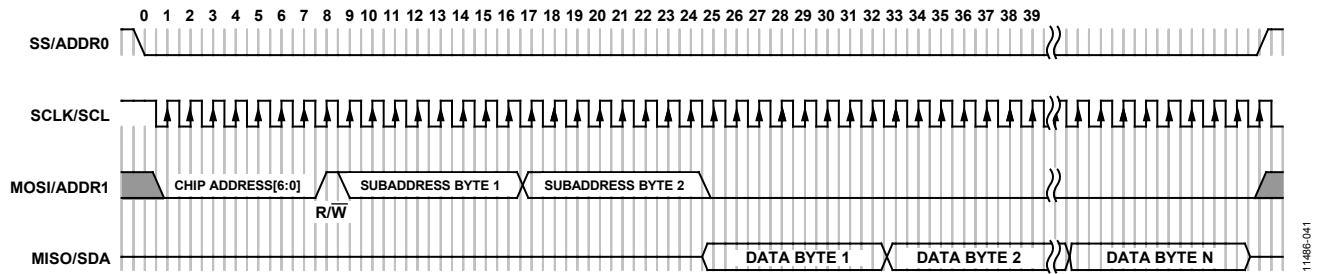 0 1 2 3 4 5 6 7 8 9 10 11 12 13 14 15 16 17 18 19 20 21 22 23 24 25 26 27 28 29 30 31 32 33 34 35 36 37 38 39
SS/ADDR0
SCLK/SCL
MOSI/ADDR1 CHIP ADDRESS[6:0] SUBADDRESS BYTE 1 SUBADDRESS BYTE 2
R/W̅
MISO/SDA DATA BYTE 1 DATA BYTE 2 DATA BYTE N
11486-041